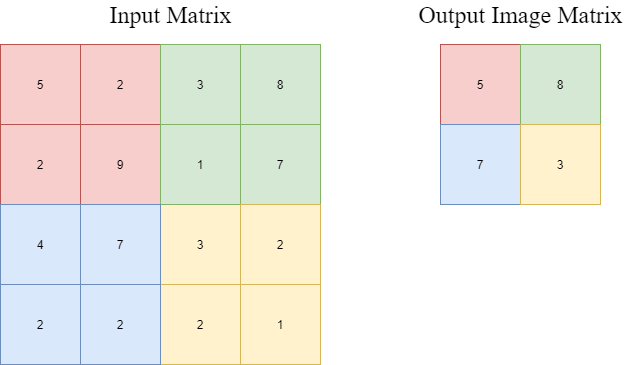 Input Matrix
Output Image Matrix
5 2 3 8
5 8
2 9 1 7
7 3
4 7 3 2
2 2 2 1